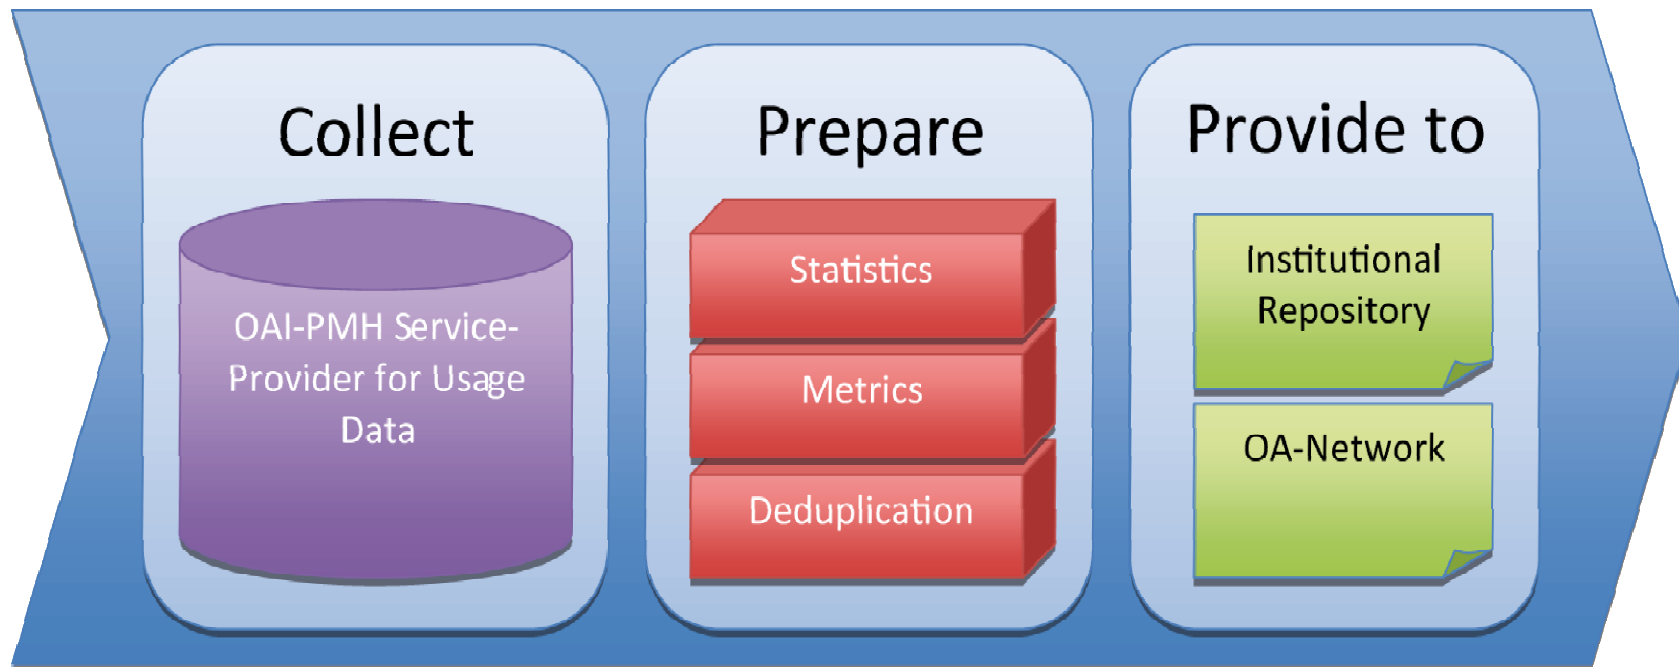 Collect
OAI-PMH Service-
Provider for Usage
Data
Prepare
Statistics
Metrics
Deduplication
Provide to
Institutional
Repository
OA-Network